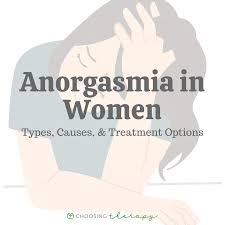 Anorgasmia in
Women
Types, Causes, & Treatment Options
CHOOSING therapy